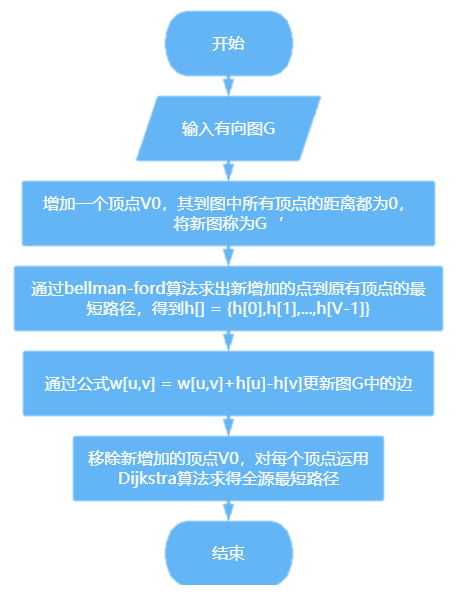 开始
输入有向图G
增加一个顶点V0，其到图中所有顶点的距离都为0，
将新图称为G ‘
通过bellman-ford算法求出新增加的点到原有顶点的最
短路径，得到h[] = {h[0],h[1],...,h[V-1]}
通过公式w[u,v] = w[u,v]+h[u]-h[v]更新图G中的边
移除新增加的顶点V0，对每个顶点运用
Dijkstra算法求得全源最短路径
结束